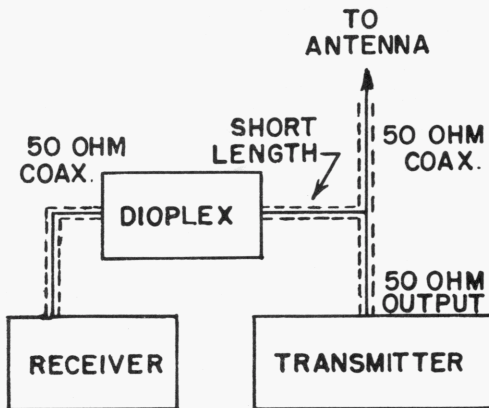 TO
ANTENNA
SHORT
LENGTH
50 OHM
COAX.
50 OHM
COAX.
DIOPLEX
50 OHM
OUTPUT
RECEIVER
TRANSMITTER